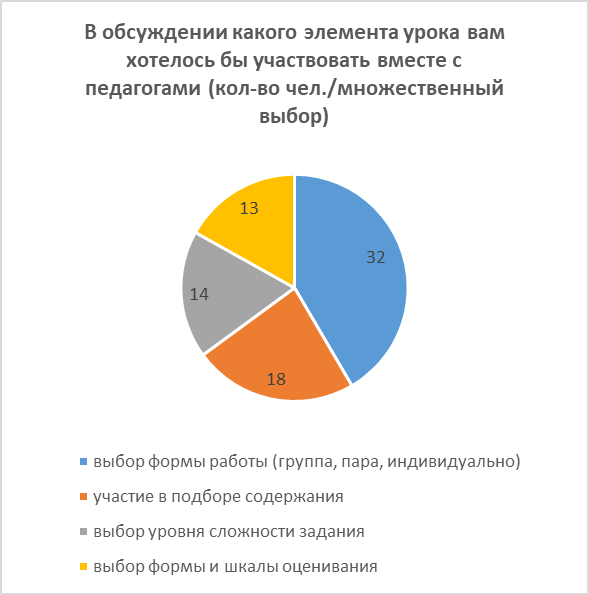 В обсуждении какого элемента урока вам
хотелось бы участвовать вместе с
педагогами (кол-во чел./множественный
выбор)
13
32
14
18
выбор формы работы (группа, пара, индивидуально)
участие в подборе содержания
выбор уровня сложности задания
выбор формы и шкалы оценивания